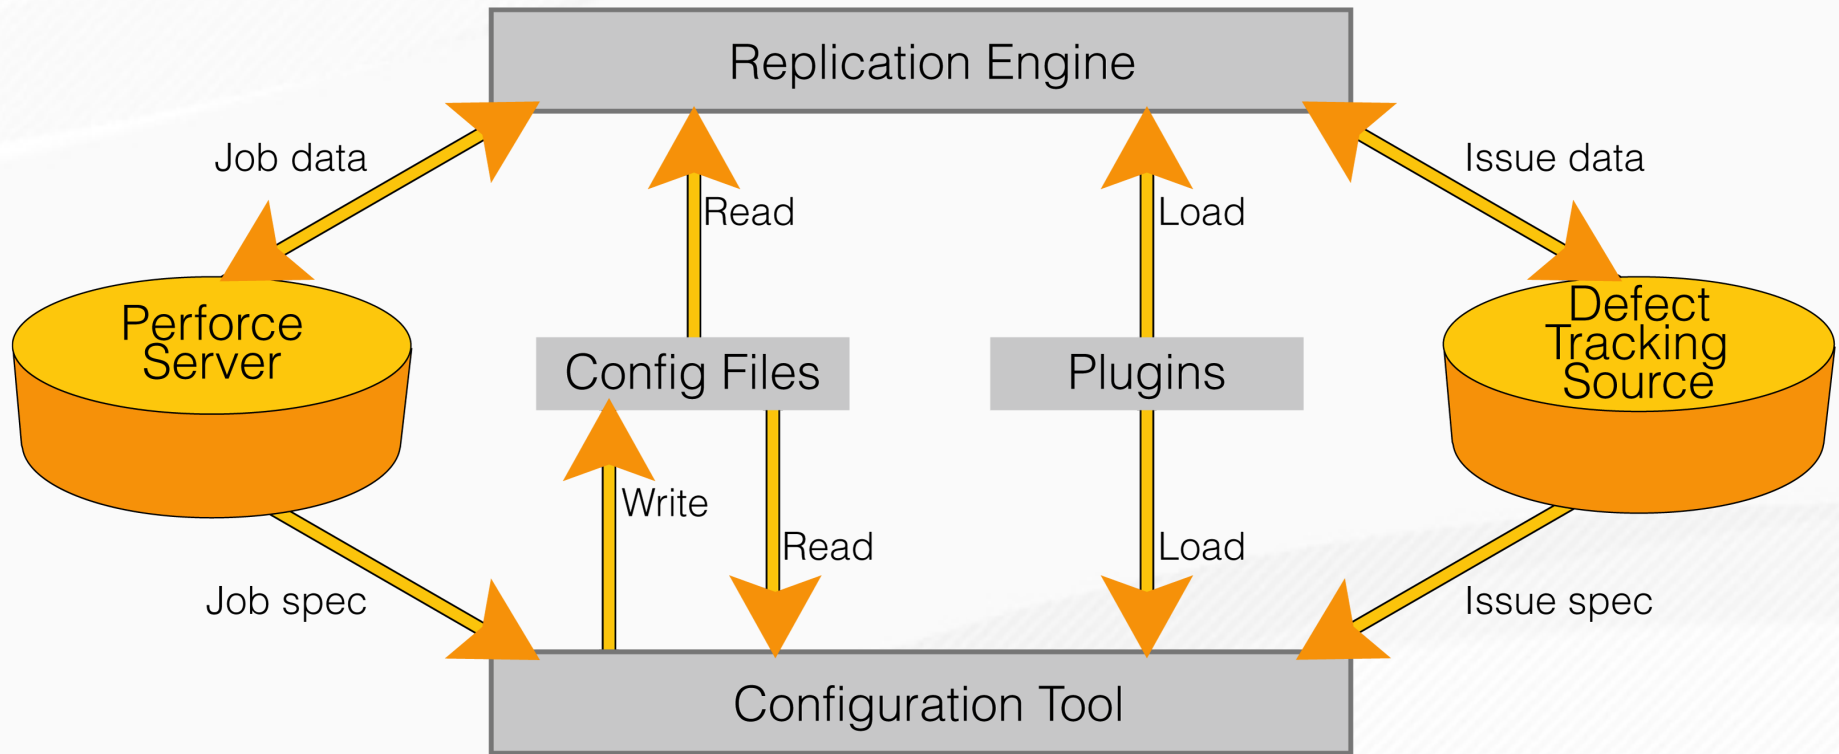 Replication Engine
Job data
Issue data
Read
Load
Perforce
Server
Config Files
Plugins
Defect
Tracking
Source
Write
Read
Load
Job spec
Issue spec
Configuration Tool